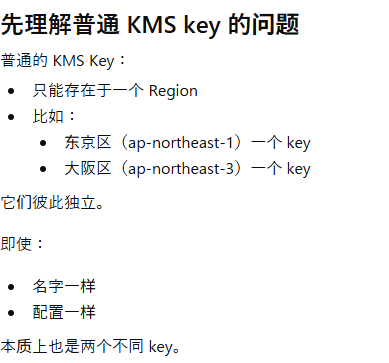 先理解普通 KMS key 的问题
普通的 KMS Key：
• 只能存在于一个 Region
• 比如：
• 东京区（ap-northeast-1）一个 key
• 大阪区（ap-northeast-3）一个 key
它们彼此独立。
即使：
• 名字一样
• 配置一样
本质上也是两个不同 key。